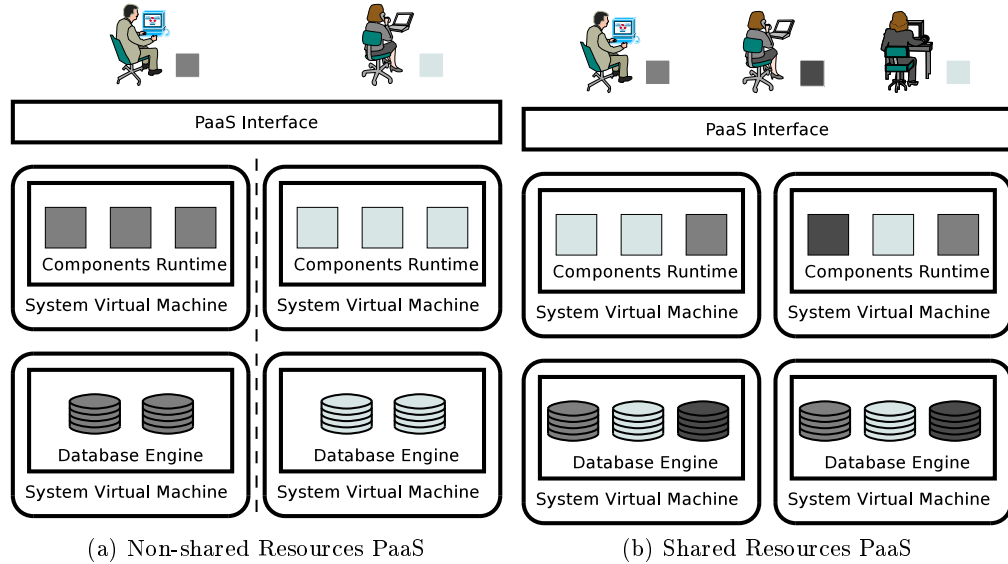 PaaS Interface
Components Runtime
System Virtual Machine
Components Runtime
System Virtual Machine
Database Engine
System Virtual Machine
Database Engine
System Virtual Machine
(a) Non-shared Resources PaaS
PaaS Interface
Components Runtime
System Virtual Machine
Components Runtime
System Virtual Machine
Database Engine
System Virtual Machine
Database Engine
System Virtual Machine
(b) Shared Resources PaaS